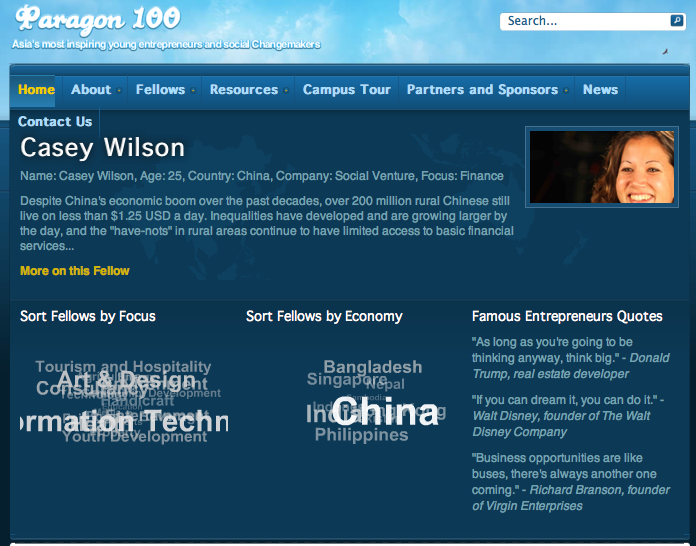 Paragon 100
Asia's most inspiring young entrepreneurs and social Changemakers
Search...
Home About Fellows Resources Campus Tour Partners and Sponsors News
Contact Us
Casey Wilson
Name: Casey Wilson, Age: 25, Country: China, Company: Social Venture, Focus: Finance
Despite China's economic boom over the past decades, over 200 million rural Chinese still
live on less than $1.25 USD a day. Inequalities have developed and are growing larger by
the day, and the "have-nots" in rural areas continue to have limited access to basic financial
services...
More on this Fellow
Sort Fellows by Focus
Tourism and Hospitality
Art & Design
Handicraft
ormation Techn
Youth Development
Sort Fellows by Economy
Bangladesh
Singapore
Nepal
China
Philippines
Famous Entrepreneurs Quotes
"As long as you're going to be
thinking anyway, think big." - Donald
Trump, real estate developer
"If you can dream it, you can do it." -
Walt Disney, founder of The Walt
Disney Company
"Business opportunities are like
buses, there's always another one
coming." - Richard Branson, founder
of Virgin Enterprises